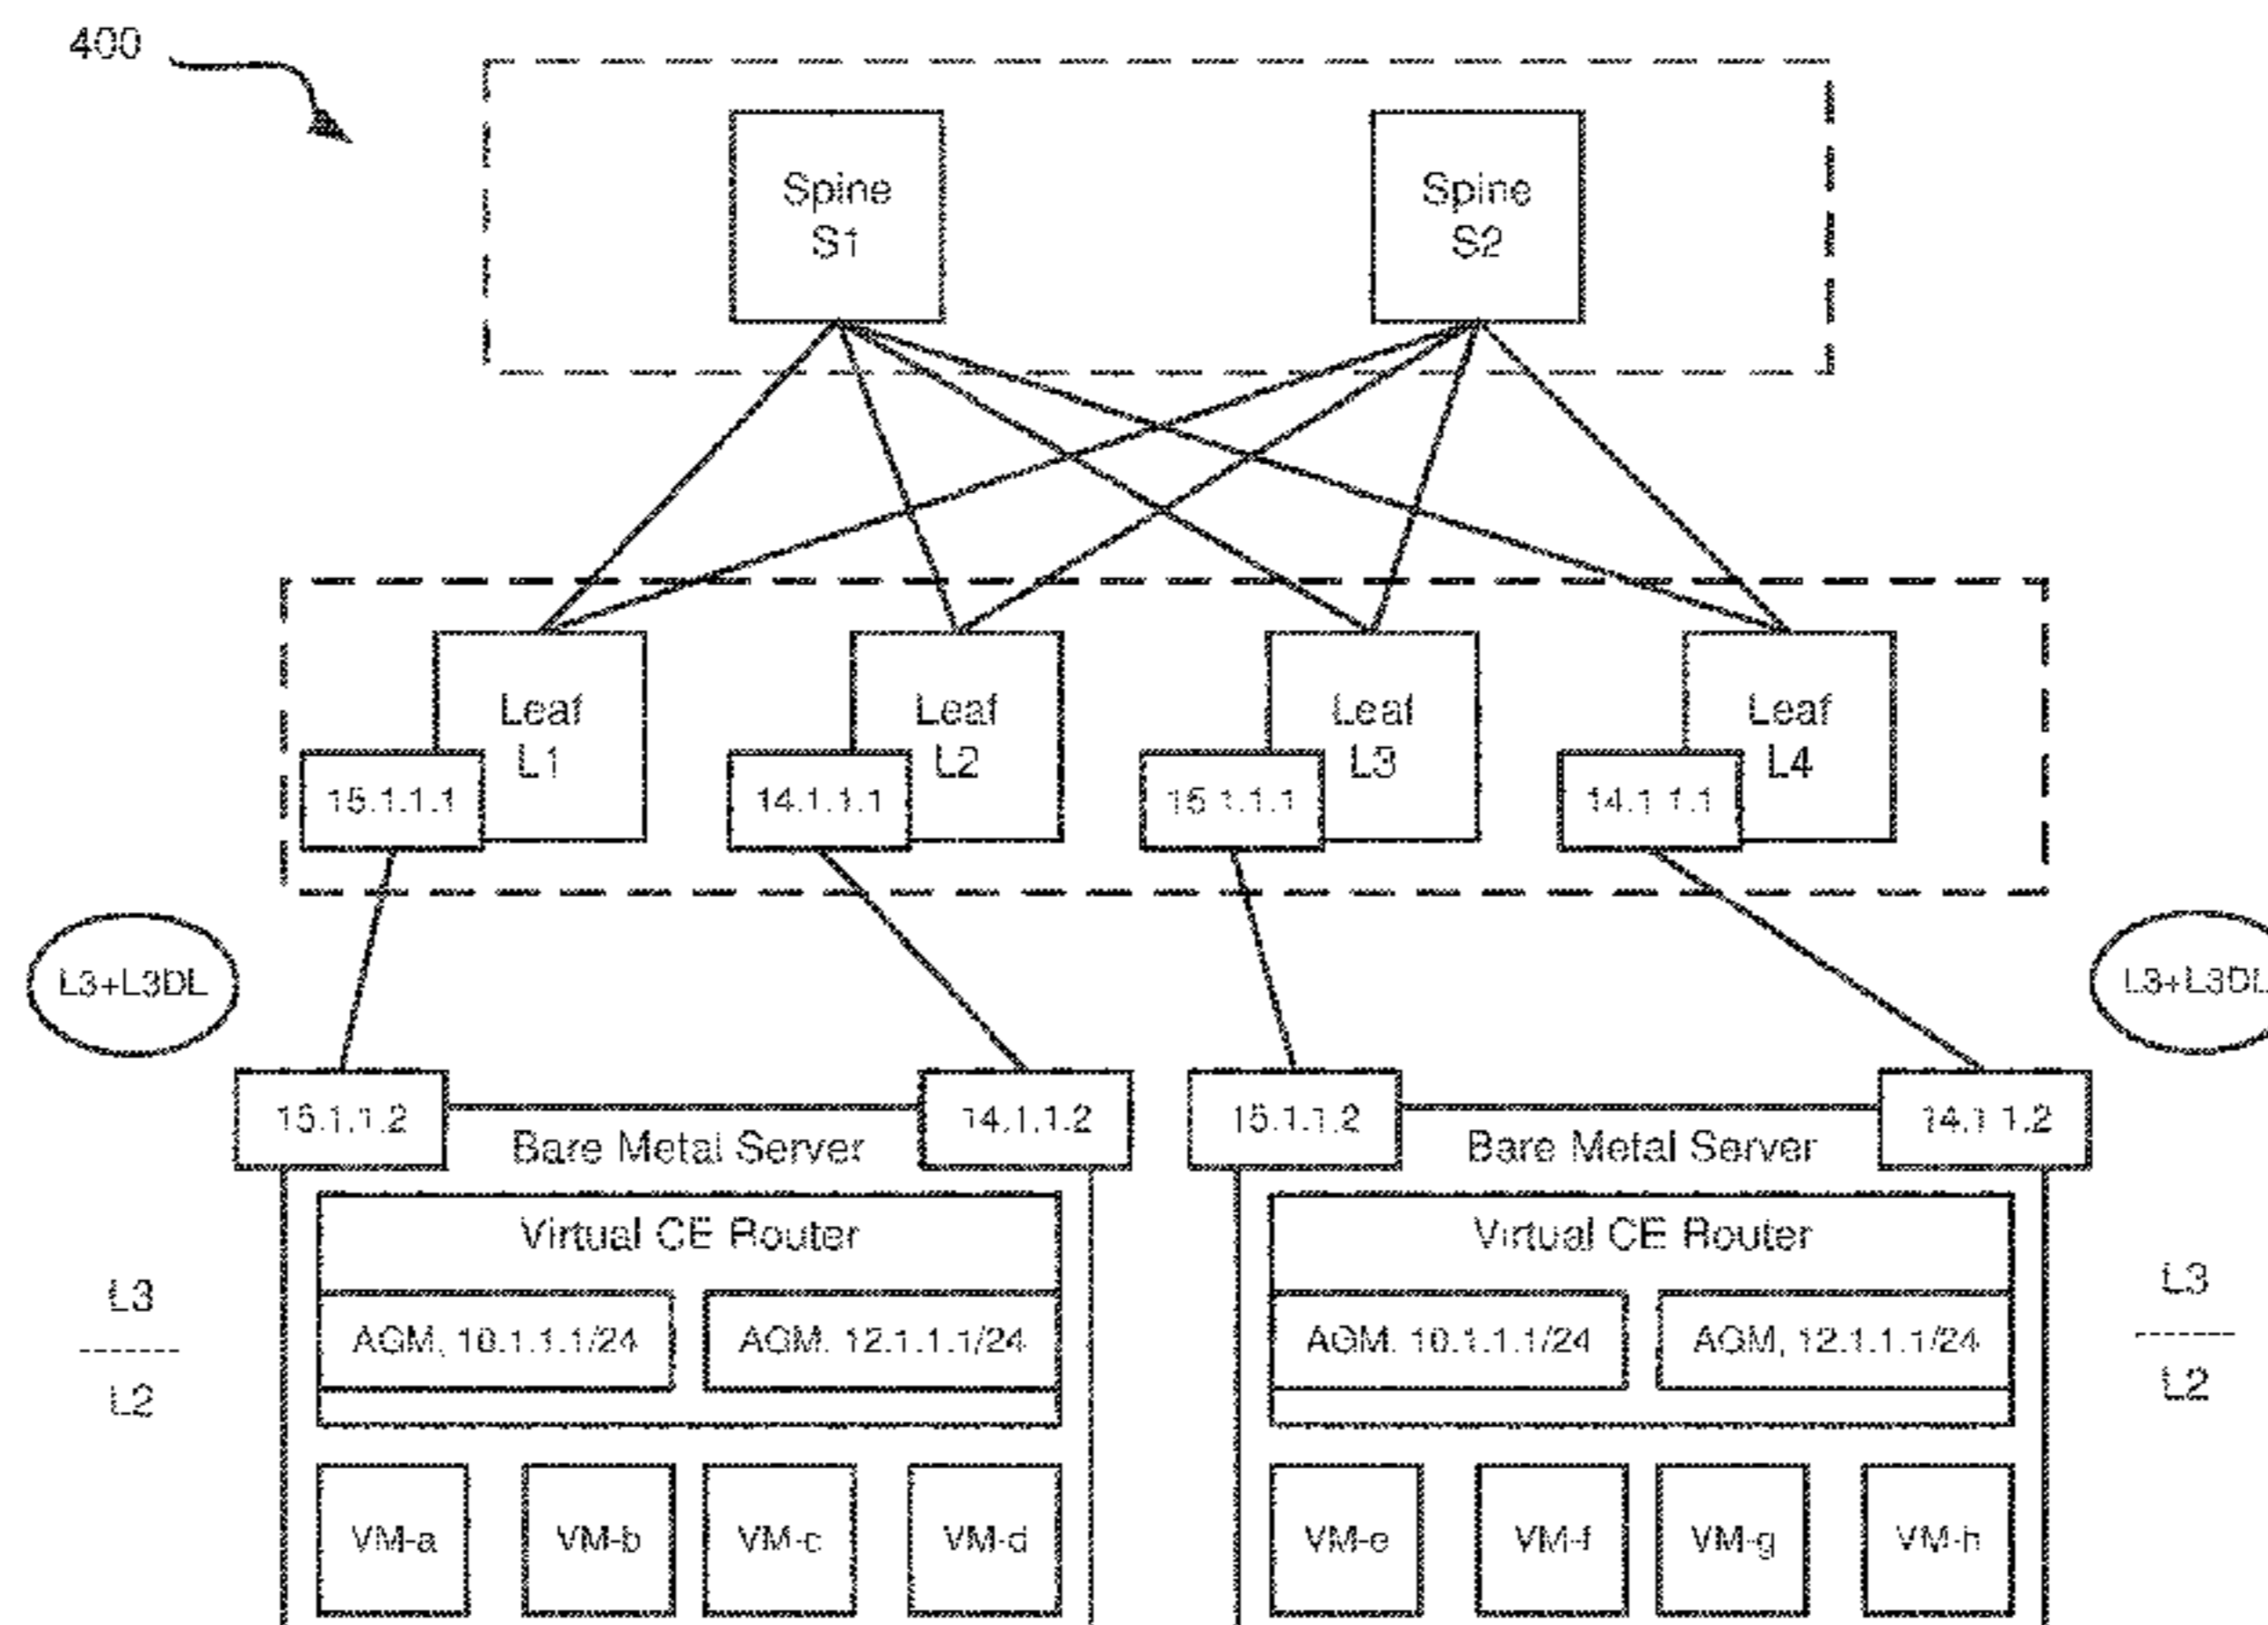 400
Spine
S1
Spine
S2
Leaf
L1
Leaf
L2
Leaf
L3
Leaf
L4
15.1.1.1
14.1.1.1
15.1.1.1
14.1.1.1
L3+L3DL
L3+L3DL
15.1.1.2
14.1.1.2
15.1.1.2
14.1.1.2
Bare Metal Server
Bare Metal Server
Virtual CE Router
Virtual CE Router
L3
L3
AGM, 10.1.1.1/24
AGM, 12.1.1.1/24
AGM, 10.1.1.1/24
AGM, 12.1.1.1/24
L2
L2
VM-a
VM-b
VM-c
VM-d
VM-e
VM-f
VM-g
VM-h